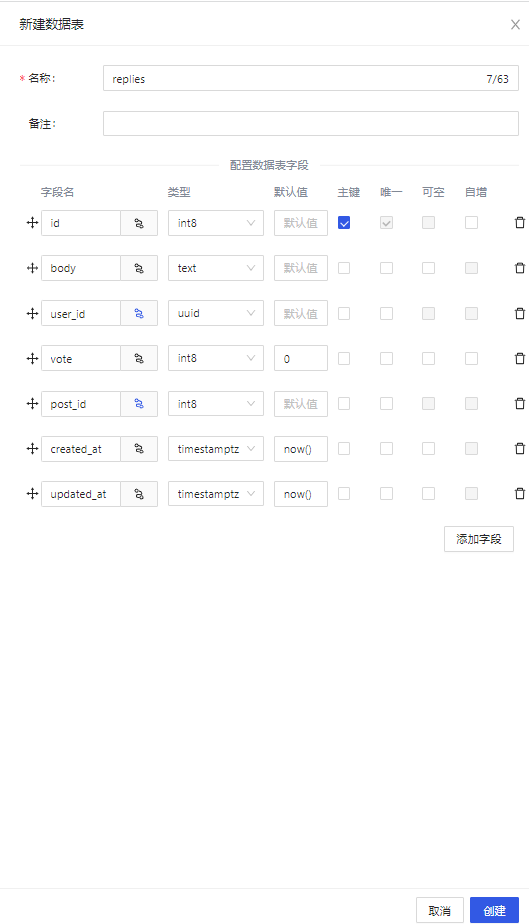 新建数据表
* 名称：
replies 7/63
备注：
配置数据表字段
字段名 类型 默认值 主键 唯一 可空 自增
id int8 默认值
body text 默认值
user_id uuid 默认值
vote int8 0
post_id int8 默认值
created_at timestamptz now()
updated_at timestamptz now()
添加字段
取消 创建